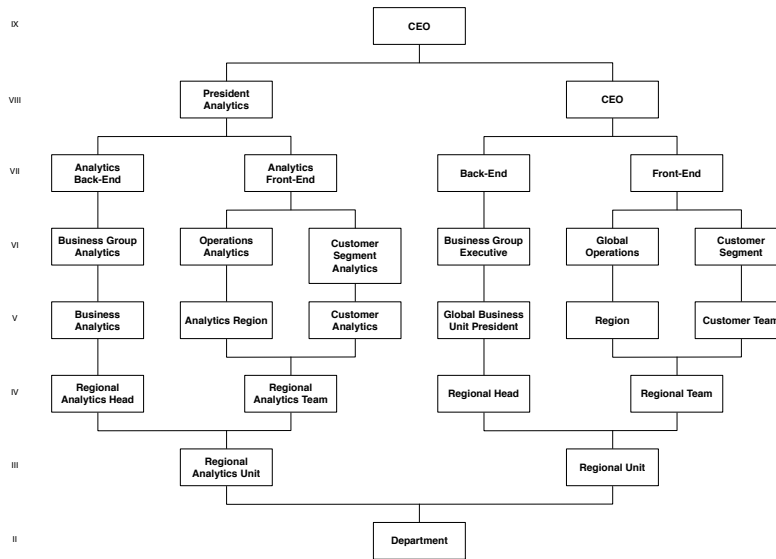 IX
CEO
VIII
President
Analytics
CEO
VII
Analytics
Back-End
Analytics
Front-End
Back-End
Front-End
VI
Business Group
Analytics
Operations
Analytics
Customer
Segment
Analytics
Business Group
Executive
Global
Operations
Customer
Segment
V
Business
Analytics
Analytics Region
Customer
Analytics
Global Business
Unit President
Region
Customer Team
IV
Regional
Analytics Head
Regional
Analytics Team
Regional Head
Regional Team
III
Regional
Analytics Unit
Regional Unit
II
Department